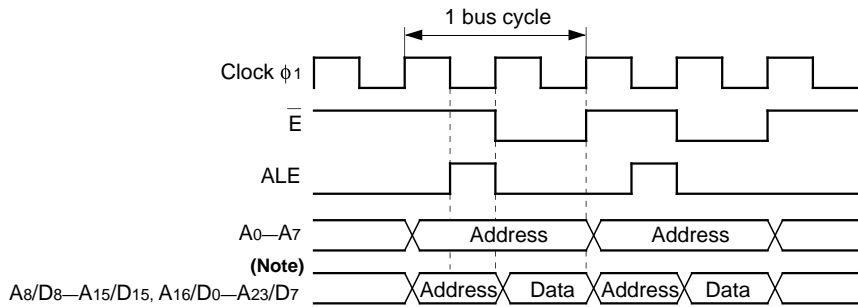 1 bus cycle
Clock ϕ1
E̅
ALE
A0—A7 Address Address
(Note)
A8/D8—A15/D15, A16/D0—A23/D7 Address Data Address Data